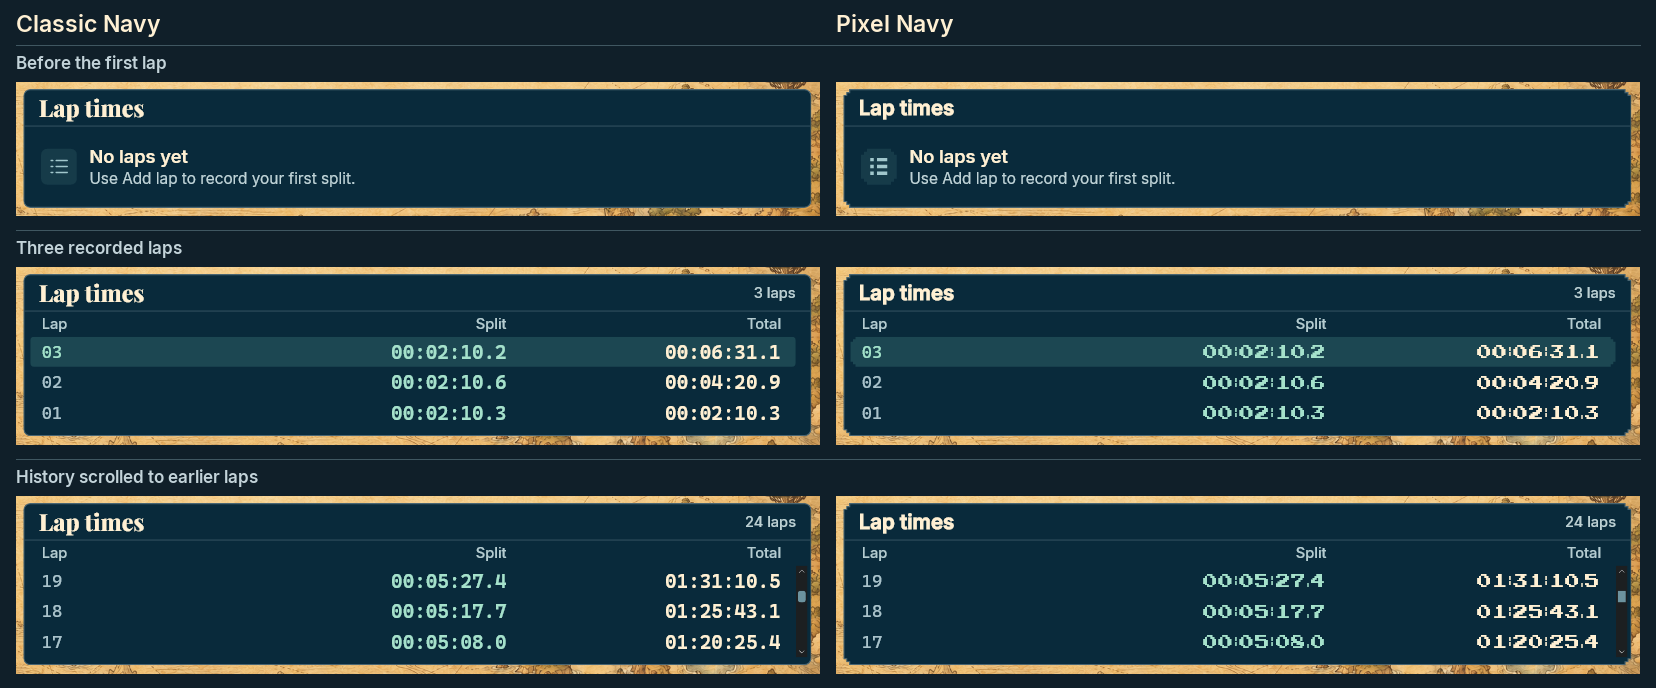 Classic Navy
Pixel Navy
Before the first lap
Lap times
No laps yet
Use Add lap to record your first split.
Lap times
No laps yet
Use Add lap to record your first split.
Three recorded laps
Lap times 3 laps
Lap Split Total
03 00:02:10.2 00:06:31.1
02 00:02:10.6 00:04:20.9
01 00:02:10.3 00:02:10.3
Lap times 3 laps
Lap Split Total
03 00:02:10.2 00:06:31.1
02 00:02:10.6 00:04:20.9
01 00:02:10.3 00:02:10.3
History scrolled to earlier laps
Lap times 24 laps
Lap Split Total
19 00:05:27.4 01:31:10.5
18 00:05:17.7 01:25:43.1
17 00:05:08.0 01:20:25.4
Lap times 24 laps
Lap Split Total
19 00:05:27.4 01:31:10.5
18 00:05:17.7 01:25:43.1
17 00:05:08.0 01:20:25.4